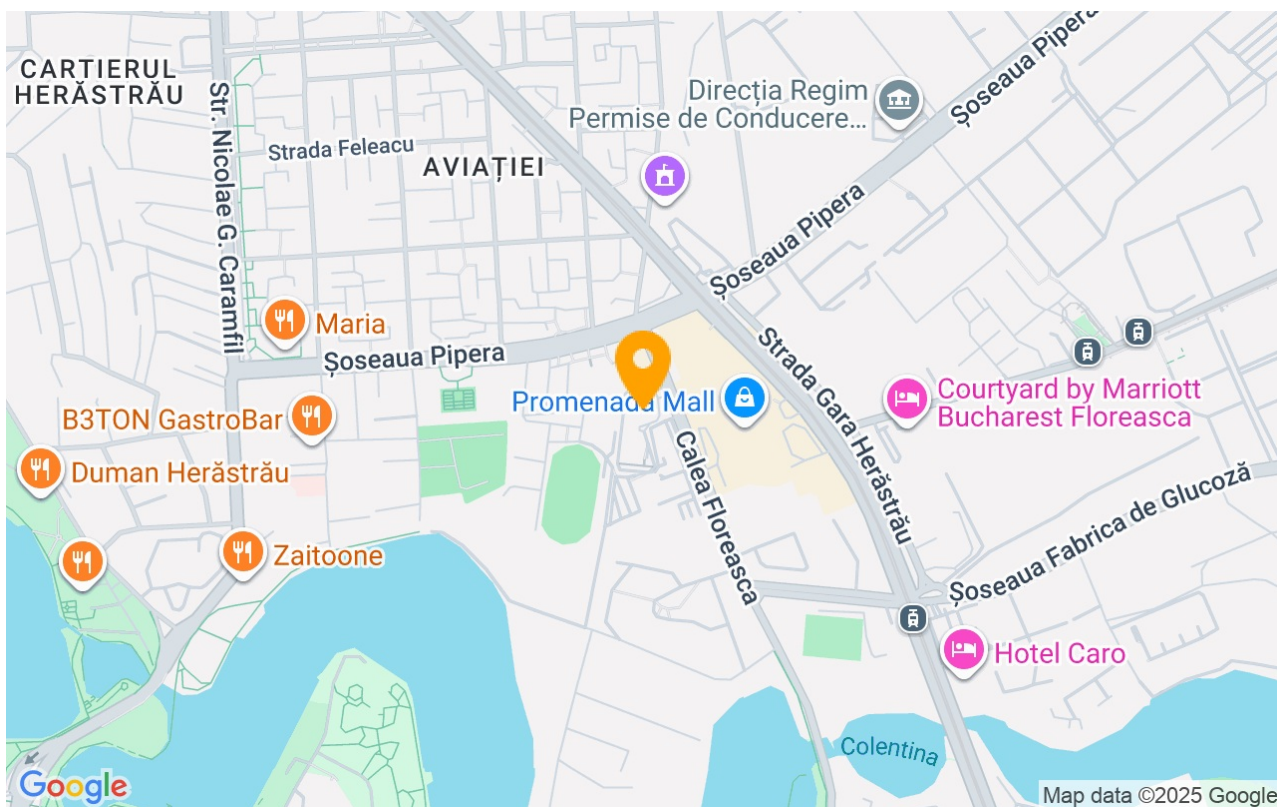 CARTIERUL
HERĂSTRĂU
Str. Nicolae G. Caramfil
Strada Feleacu
AVIAȚIEI
Direcția Regim
Permise de Conducere...
Șoseaua Pipera
Șoseaua Pipera
Maria
Șoseaua Pipera
Strada Gara Herăstrău
Promenada Mall
Courtyard by Marriott
Bucharest Floreasca
B3TON GastroBar
Duman Herăstrău
Calea Floreasca
Șoseaua Fabrica de Glucoză
Zaitoone
Hotel Caro
Colentina
Google
Map data ©2025 Google